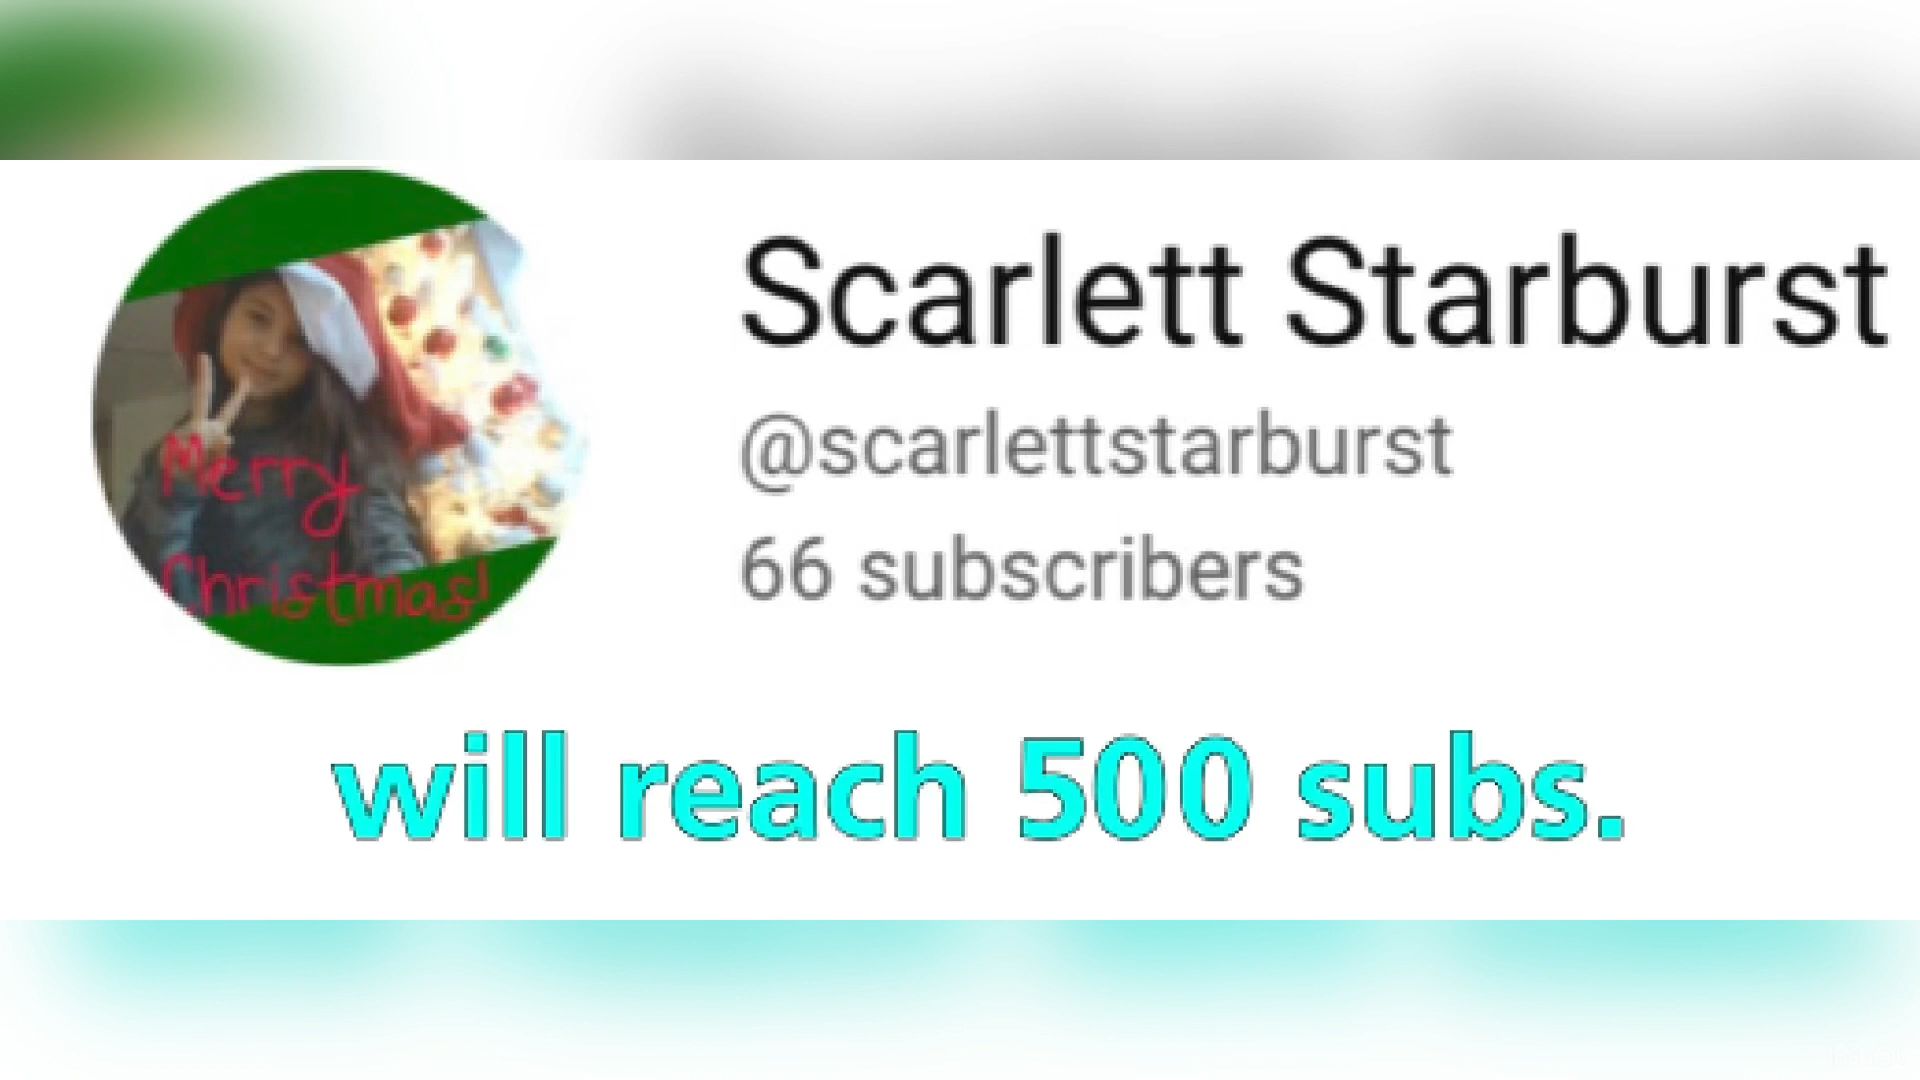 Scarlett Starburst
@scarlettstarburst
66 subscribers
Merry
Christmas!
will reach 500 subs.